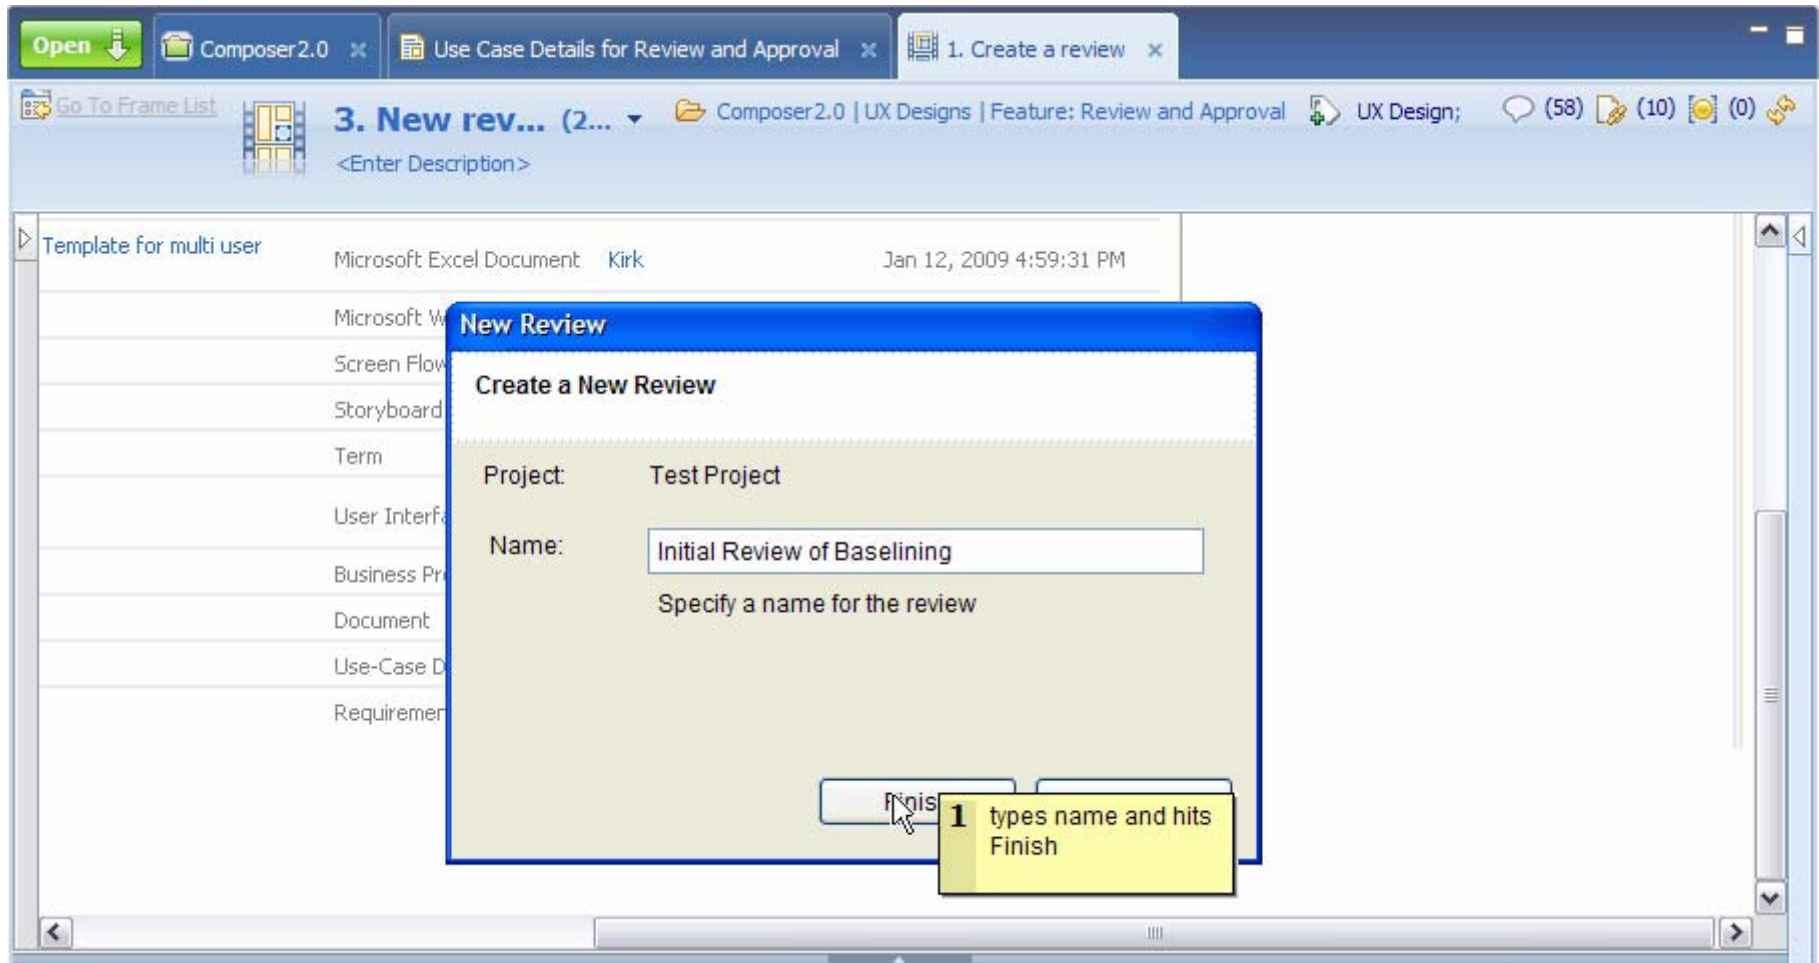 Open
Composer2.0
Use Case Details for Review and Approval
1. Create a review
Go To Frame List
3. New rev... (2...
Composer2.0 | UX Designs | Feature: Review and Approval
UX Design;
(58)
(10)
(0)
<Enter Description>
Template for multi user
Microsoft Excel Document
Kirk
Jan 12, 2009 4:59:31 PM
Microsoft W
Screen Flow
Storyboard
Term
User Interfa
Business Pr
Document
Use-Case D
Requiremen
New Review
Create a New Review
Project:
Test Project
Name:
Initial Review of Baselining
Specify a name for the review
Finis
1 types name and hits
Finish